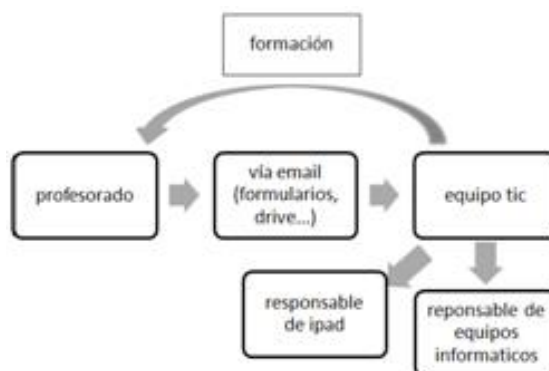 formación
profesorado
vía email
(formularios,
drive...)
equipo tic
responsable
de ipad
reponsable de
equipos
informaticos